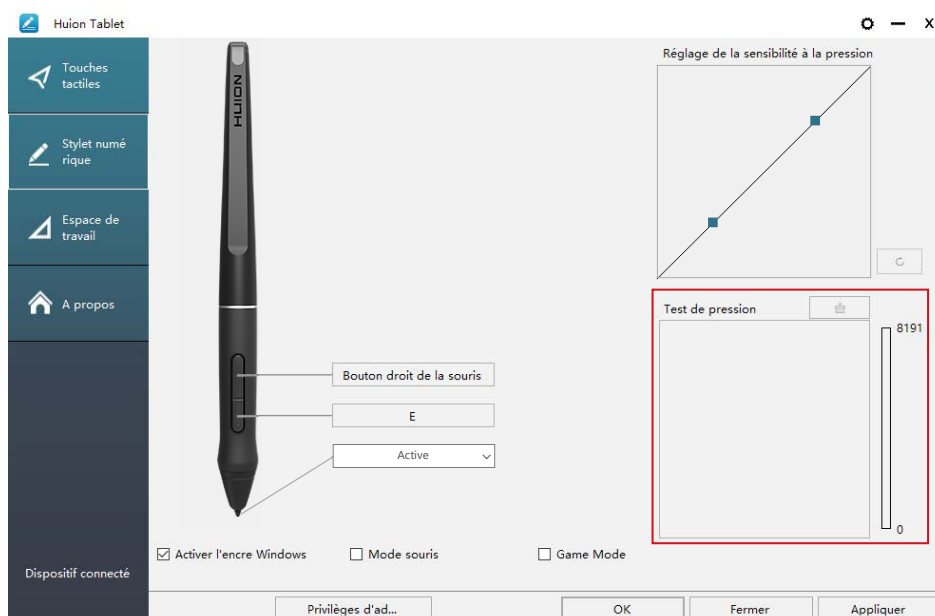 Huion Tablet
X
Touches
tactiles
Stylet numé
rique
Espace de
travail
A propos
Dispositif connecté
HUION
Bouton droit de la souris
E
Active
Réglage de la sensibilité à la pression
Test de pression
8191
0
Activer l'encre Windows
Mode souris
Game Mode
Privilèges d'ad...
OK
Fermer
Appliquer